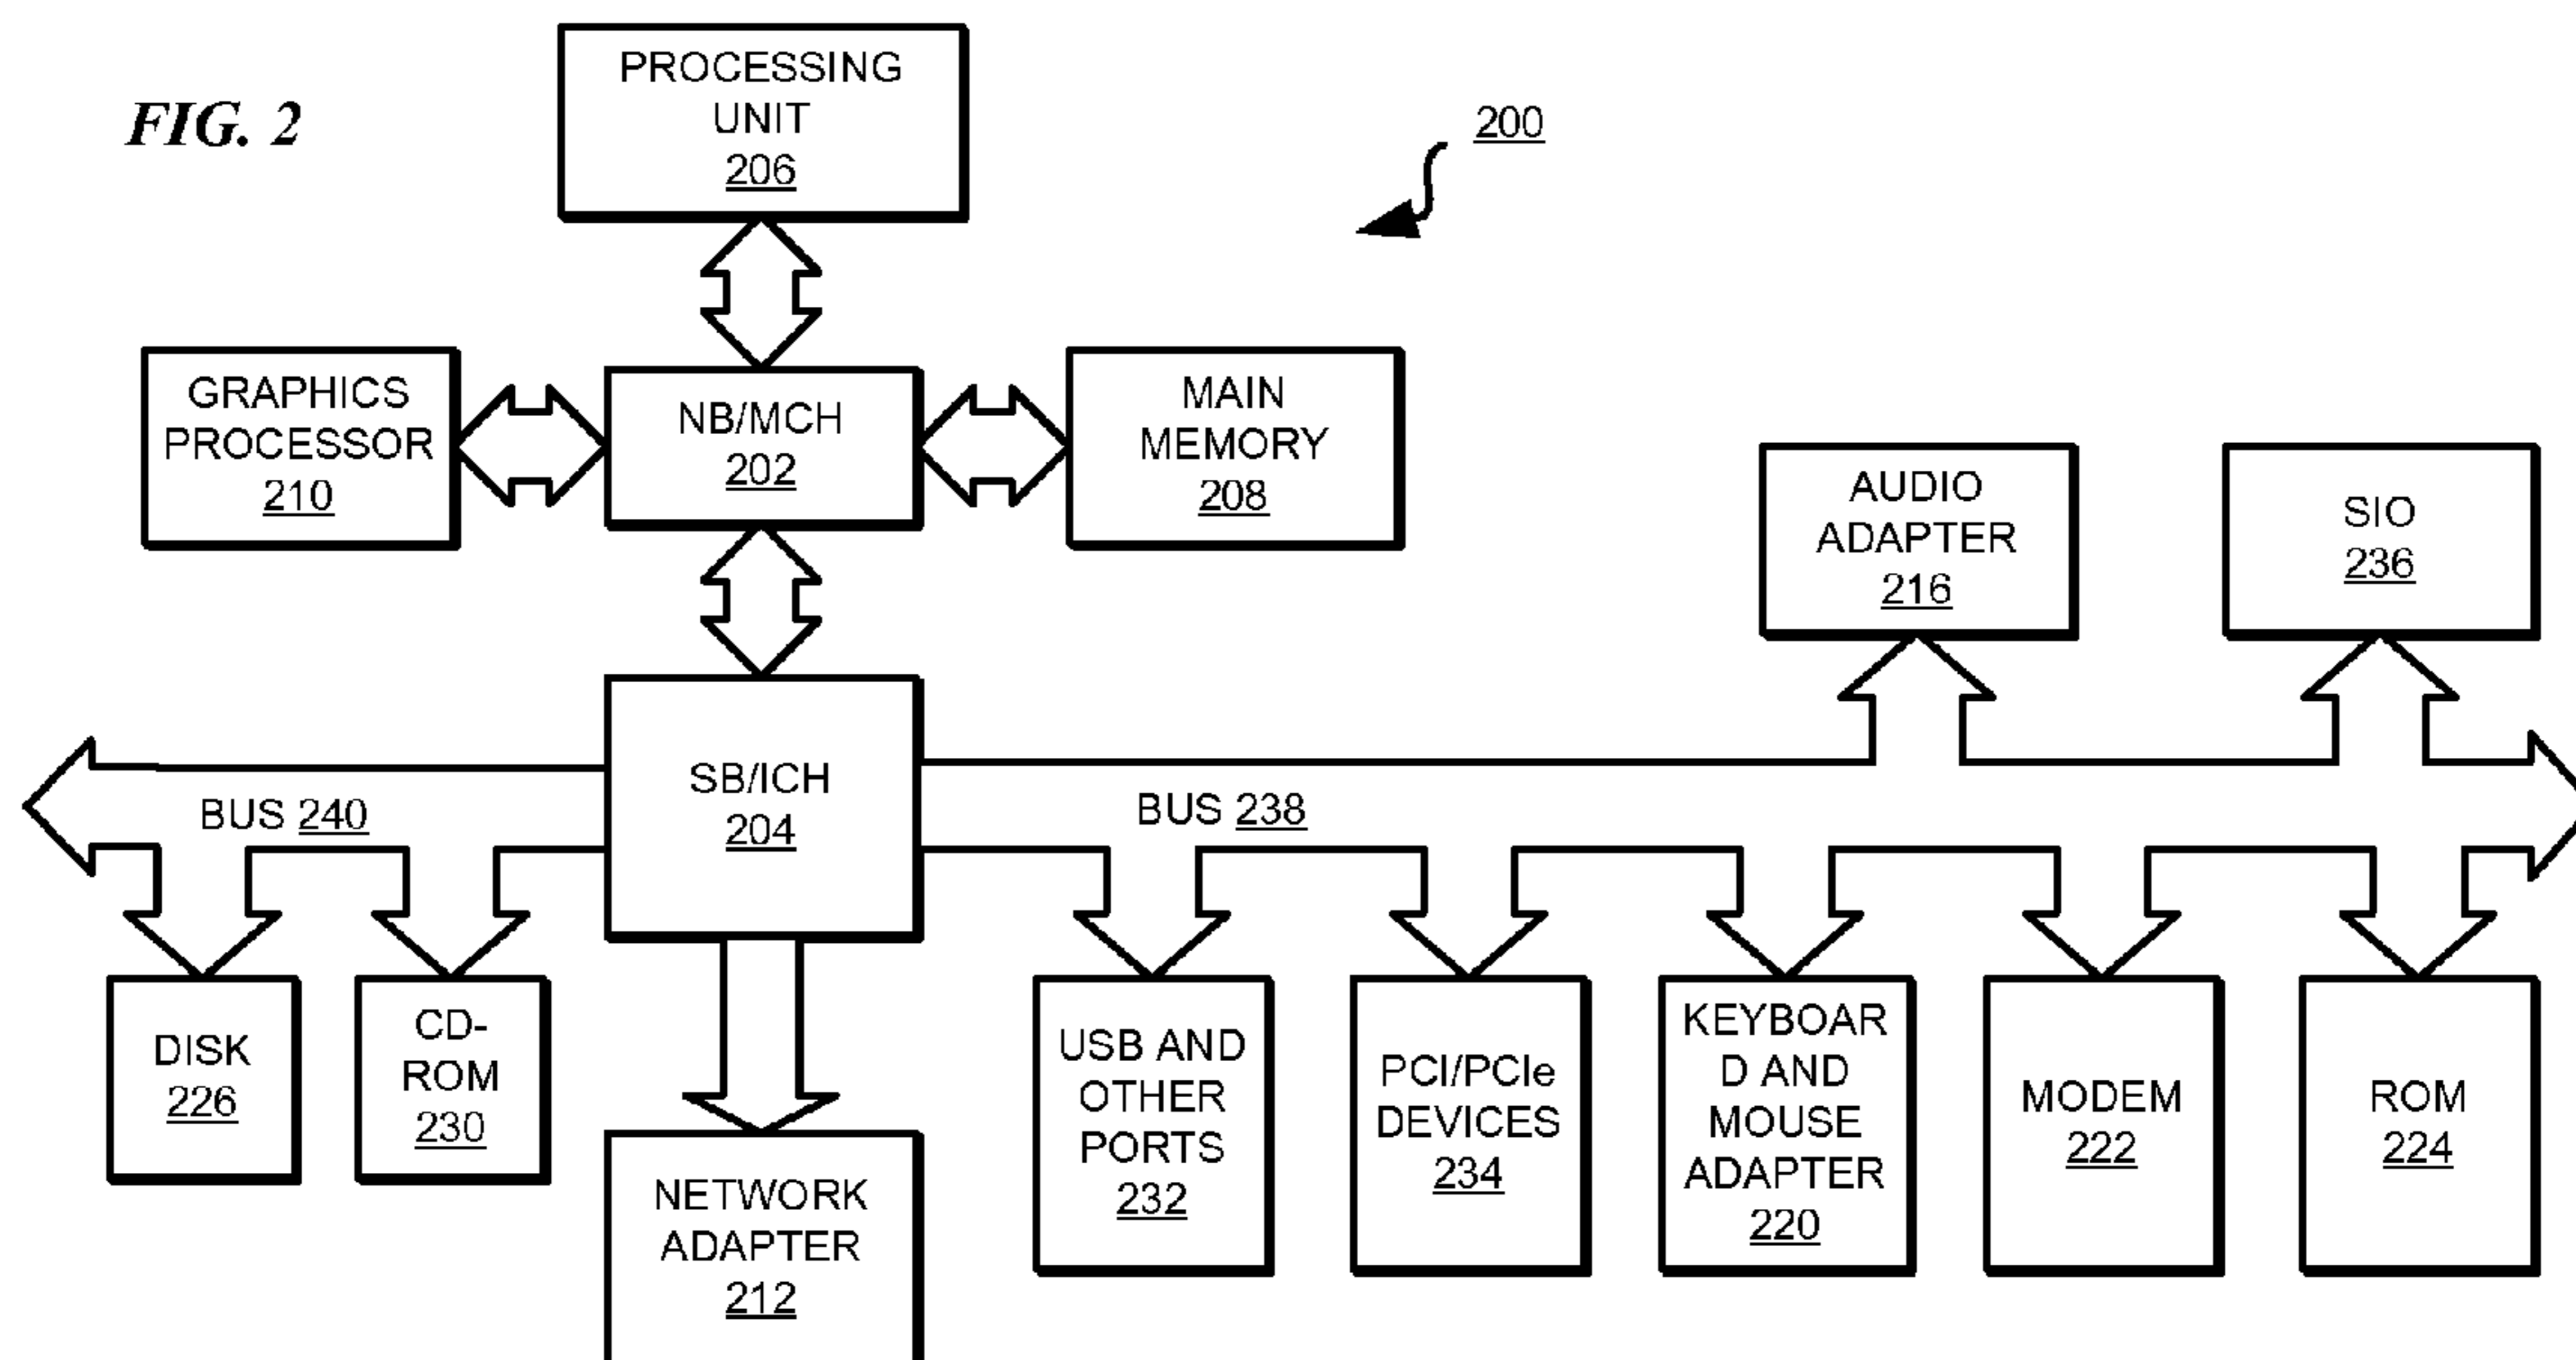 PROCESSING
UNIT
206
FIG. 2
200
GRAPHICS
PROCESSOR
210
NB/MCH
202
MAIN
MEMORY
208
AUDIO
ADAPTER
216
SIO
236
SB/ICH
204
BUS 240
BUS 238
DISK
226
CD-
ROM
230
NETWORK
ADAPTER
212
USB AND
OTHER
PORTS
232
PCI/PCIe
DEVICES
234
KEYBOAR
D AND
MOUSE
ADAPTER
220
MODEM
222
ROM
224